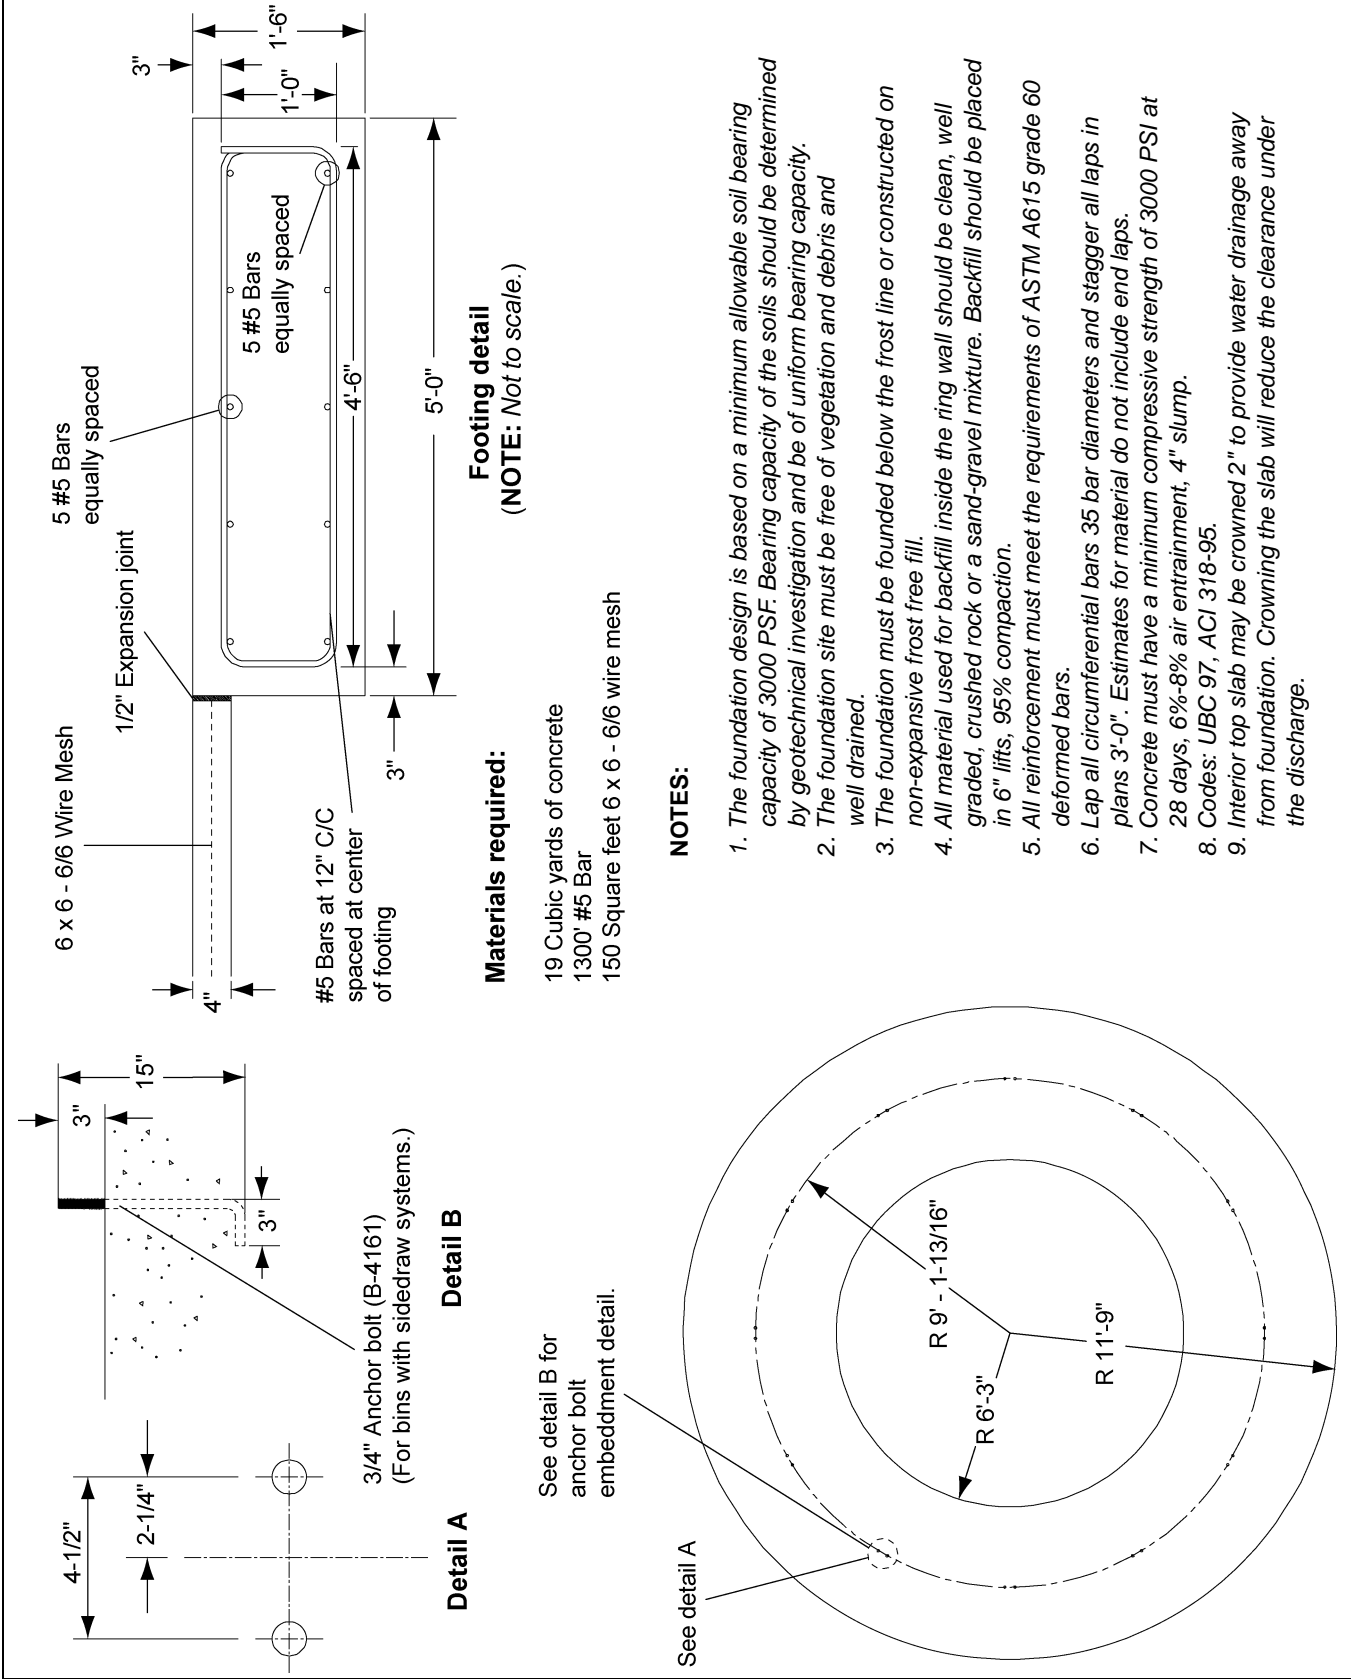 4-1/2"
2-1/4"
Detail A
3"
15"
3"
3/4" Anchor bolt (B-4161)
(For bins with sidedraw systems.)
Detail B
6 x 6 - 6/6 Wire Mesh
1/2" Expansion joint
5 #5 Bars
equally spaced
4"
#5 Bars at 12" C/C
spaced at center
of footing
3"
5 #5 Bars
equally spaced
4'-6"
5'-0"
3"
1'-0"
1'-6"
Footing detail
(NOTE: Not to scale.)
See detail A
See detail B for
anchor bolt
embeddment detail.
R 6'-3"
R 9' - 1-13/16"
R 11'-9"
Materials required:
19 Cubic yards of concrete
1300' #5 Bar
150 Square feet 6 x 6 - 6/6 wire mesh
NOTES:
1. The foundation design is based on a minimum allowable soil bearing
capacity of 3000 PSF. Bearing capacity of the soils should be determined
by geotechnical investigation and be of uniform bearing capacity.
2. The foundation site must be free of vegetation and debris and
well drained.
3. The foundation must be founded below the frost line or constructed on
non-expansive frost free fill.
4. All material used for backfill inside the ring wall should be clean, well
graded, crushed rock or a sand-gravel mixture. Backfill should be placed
in 6" lifts, 95% compaction.
5. All reinforcement must meet the requirements of ASTM A615 grade 60
deformed bars.
6. Lap all circumferential bars 35 bar diameters and stagger all laps in
plans 3'-0". Estimates for material do not include end laps.
7. Concrete must have a minimum compressive strength of 3000 PSI at
28 days, 6%-8% air entrainment, 4" slump.
8. Codes: UBC 97, ACI 318-95.
9. Interior top slab may be crowned 2" to provide water drainage away
from foundation. Crowning the slab will reduce the clearance under
the discharge.